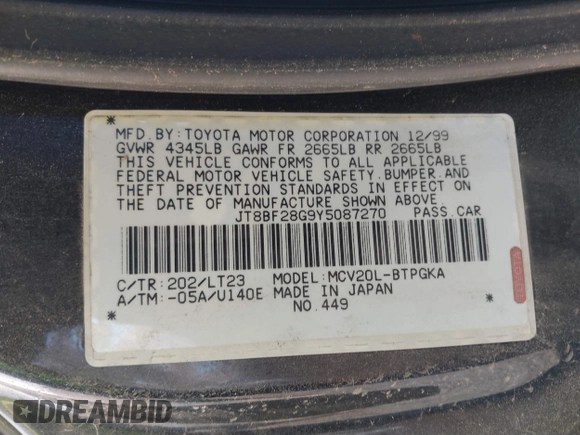 MFD.BY:TOYOTA MOTOR CORPORATION 12/99
GVWR 4345LB GAWR FR 2665LB RR 2665LB
THIS VEHICLE CONFORMS TO ALL APPLICABLE
FEDERAL MOTOR VEHICLE SAFETY.BUMPER.AND
THEFT PREVENTION STANDARDS IN EFFECT ON
THE DATE OF MANUFACTURE SHOWN ABOVE.
JT8BF28G9Y5087270 PASS.CAR
C/TR:202/LT23 MODEL:MCV20L-BTPGKA
A/TM:-05A/U140E MADE IN JAPAN
NO.449
TOYOTA
DREAMBID